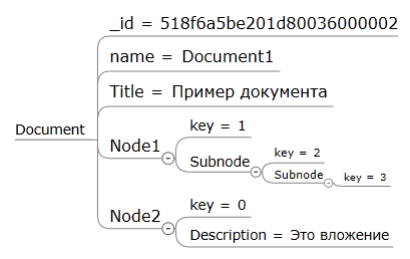 _id = 518f6a5be201d80036000002
name = Document1
Title = Пример документа
Document
Node1
key = 1
Subnode
key = 2
Subnode
key = 3
Node2
key = 0
Description = Это вложение